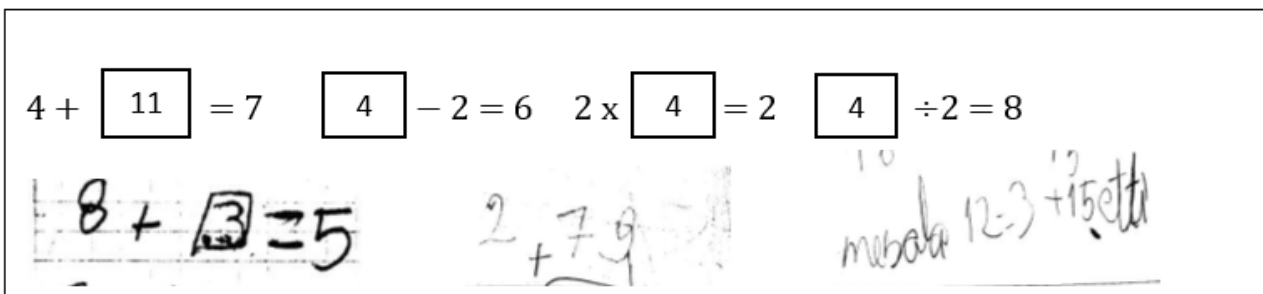 4 + 11 = 7 4 − 2 = 6 2 x 4 = 2 4 ÷2 = 8
8 + 3 = 5 2 + 7 9 mesala 12=3 +15 etti